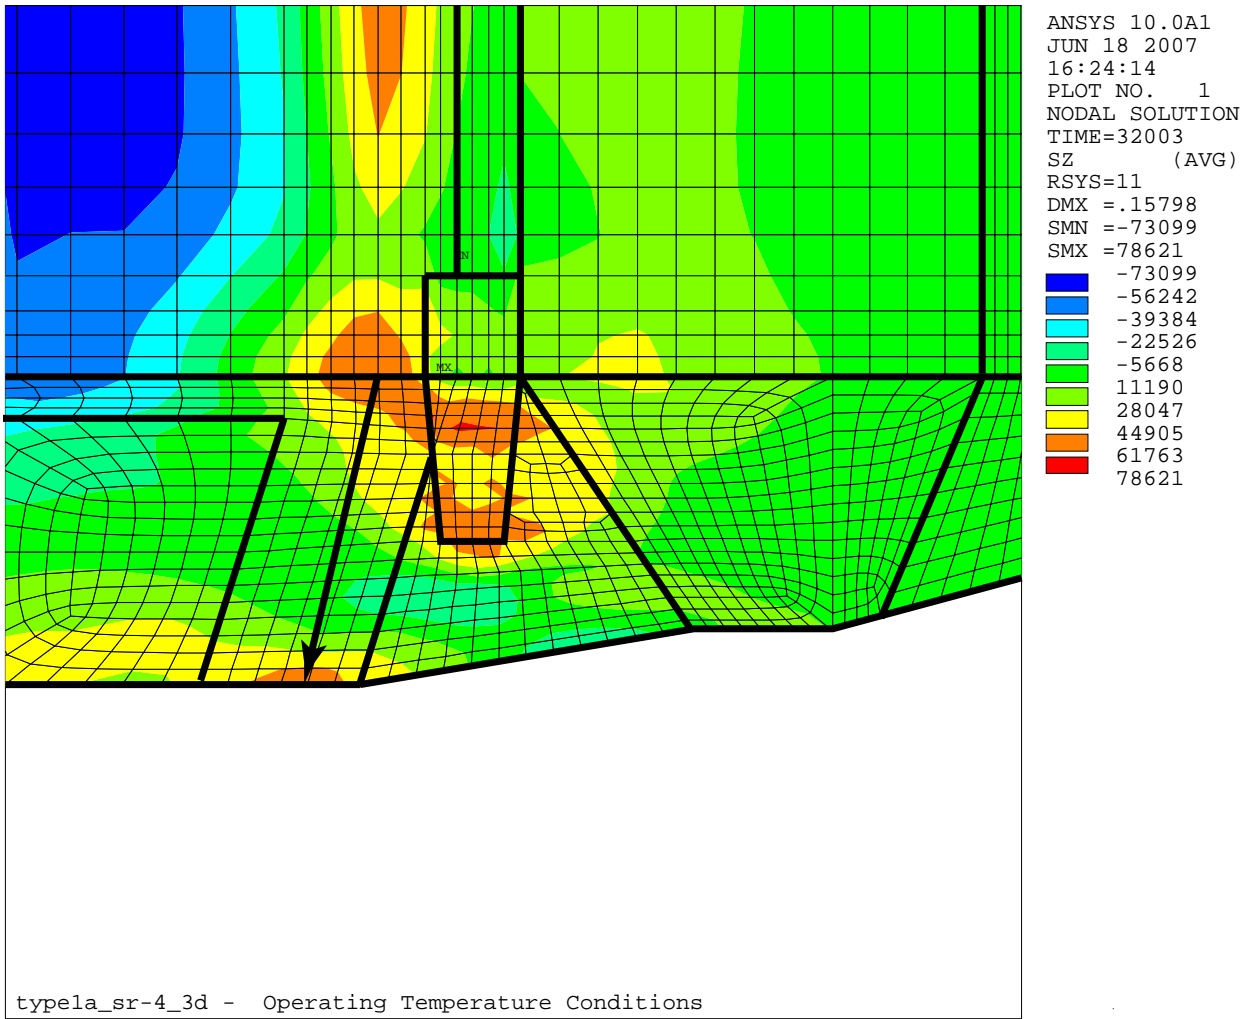 ANSYS 10.0A1
JUN 18 2007
16:24:14
PLOT NO.   1
NODAL SOLUTION
TIME=32003
SZ       (AVG)
RSYS=11
DMX =.15798
SMN =-73099
SMX =78621
-73099
-56242
-39384
-22526
-5668
11190
28047
44905
61763
78621
N
MX
type1a_sr-4_3d -  Operating Temperature Conditions